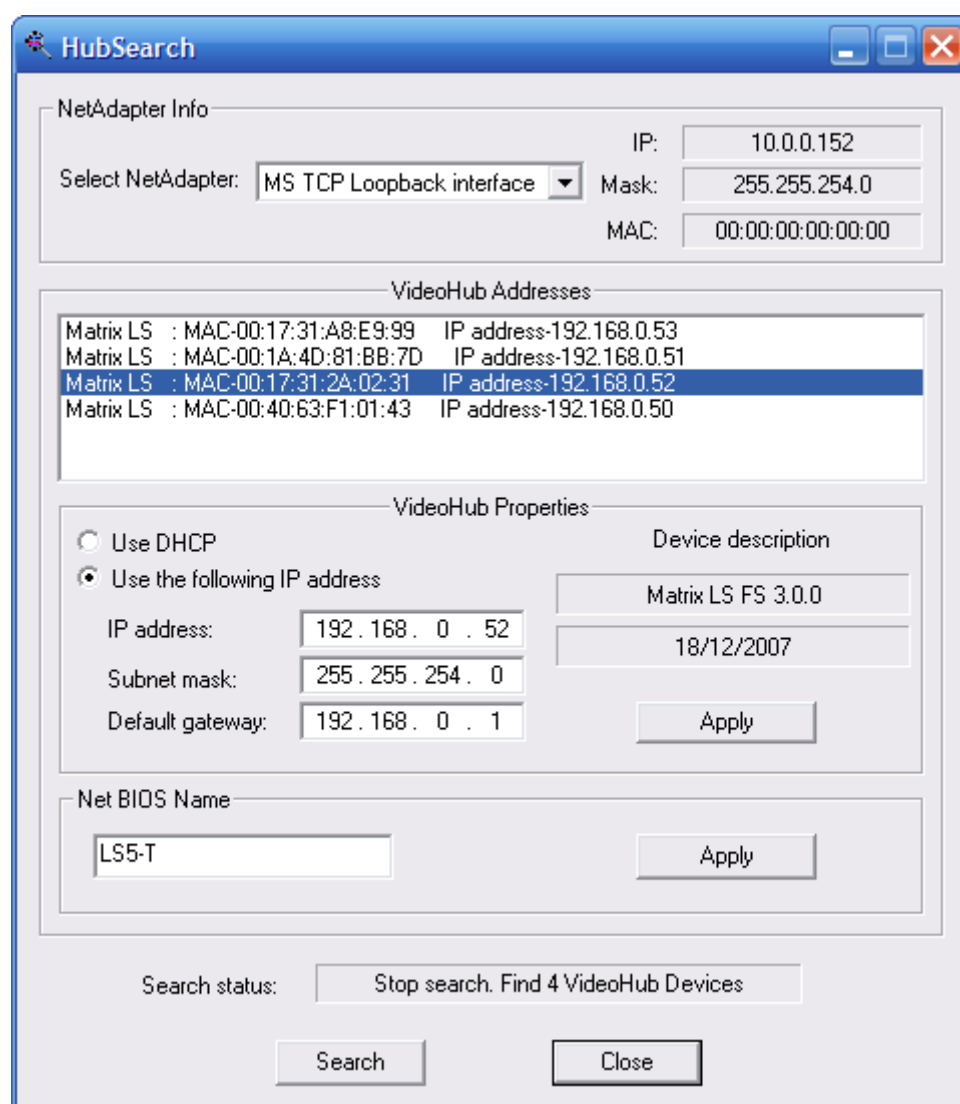 HubSearch
NetAdapter Info
IP: 10.0.0.152
Select NetAdapter: MS TCP Loopback interface Mask: 255.255.254.0
MAC: 00:00:00:00:00:00
VideoHub Addresses
Matrix LS : MAC-00:17:31:A8:E9:99 IP address-192.168.0.53
Matrix LS : MAC-00:1A:4D:81:BB:7D IP address-192.168.0.51
Matrix LS : MAC-00:17:31:2A:02:31 IP address-192.168.0.52
Matrix LS : MAC-00:40:63:F1:01:43 IP address-192.168.0.50
VideoHub Properties
Use DHCP Device description
Use the following IP address
Matrix LS FS 3.0.0
IP address: 192 . 168 . 0 . 52
18/12/2007
Subnet mask: 255 . 255 . 254 . 0
Default gateway: 192 . 168 . 0 . 1 Apply
Net BIOS Name
LS5-T Apply
Search status: Stop search. Find 4 VideoHub Devices
Search Close